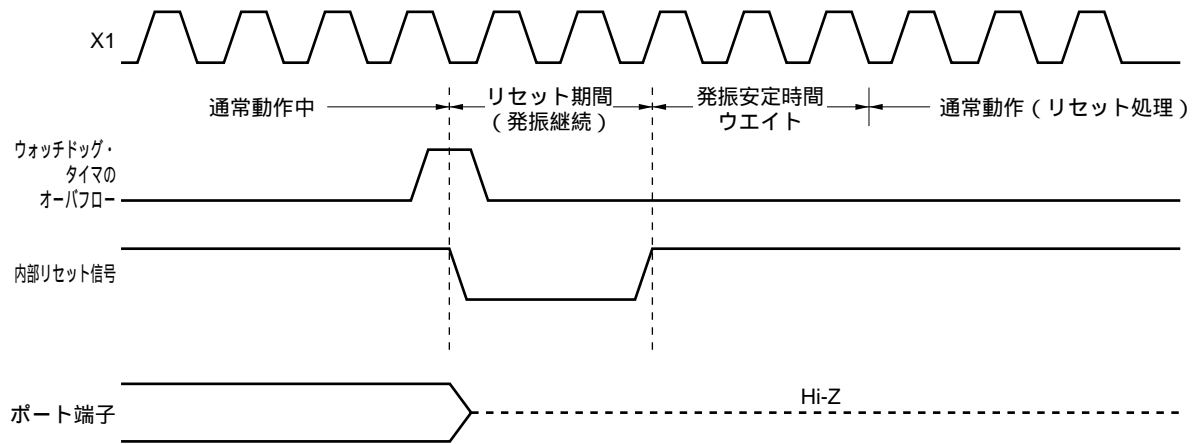 X1
通常動作中
リセット期間
（発振継続）
発振安定時間
ウエイト
通常動作（リセット処理）
ウォッチドッグ・
タイマの
オーバフロー
内部リセット信号
ポート端子
Hi-Z